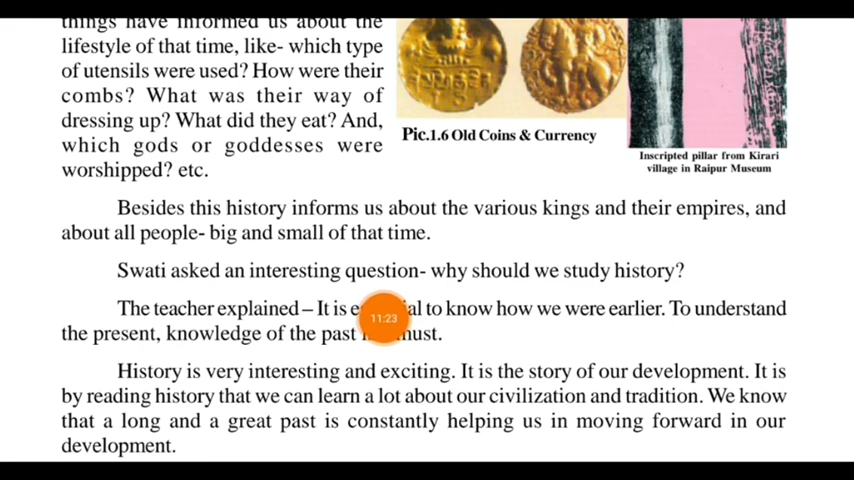 things have informed us about the
lifestyle of that time, like- which type
of utensils were used? How were their
combs? What was their way of
dressing up? What did they eat? And,
which gods or goddesses were
worshipped? etc.
Pic.1.6 Old Coins & Currency
Inscripted pillar from Kirari
village in Raipur Museum
Besides this history informs us about the various kings and their empires, and
about all people- big and small of that time.
Swati asked an interesting question- why should we study history?
The teacher explained – It is to know how we were earlier. To understand
the present, knowledge of the past must.
11:23
History is very interesting and exciting. It is the story of our development. It is
by reading history that we can learn a lot about our civilization and tradition. We know
that a long and a great past is constantly helping us in moving forward in our
development.